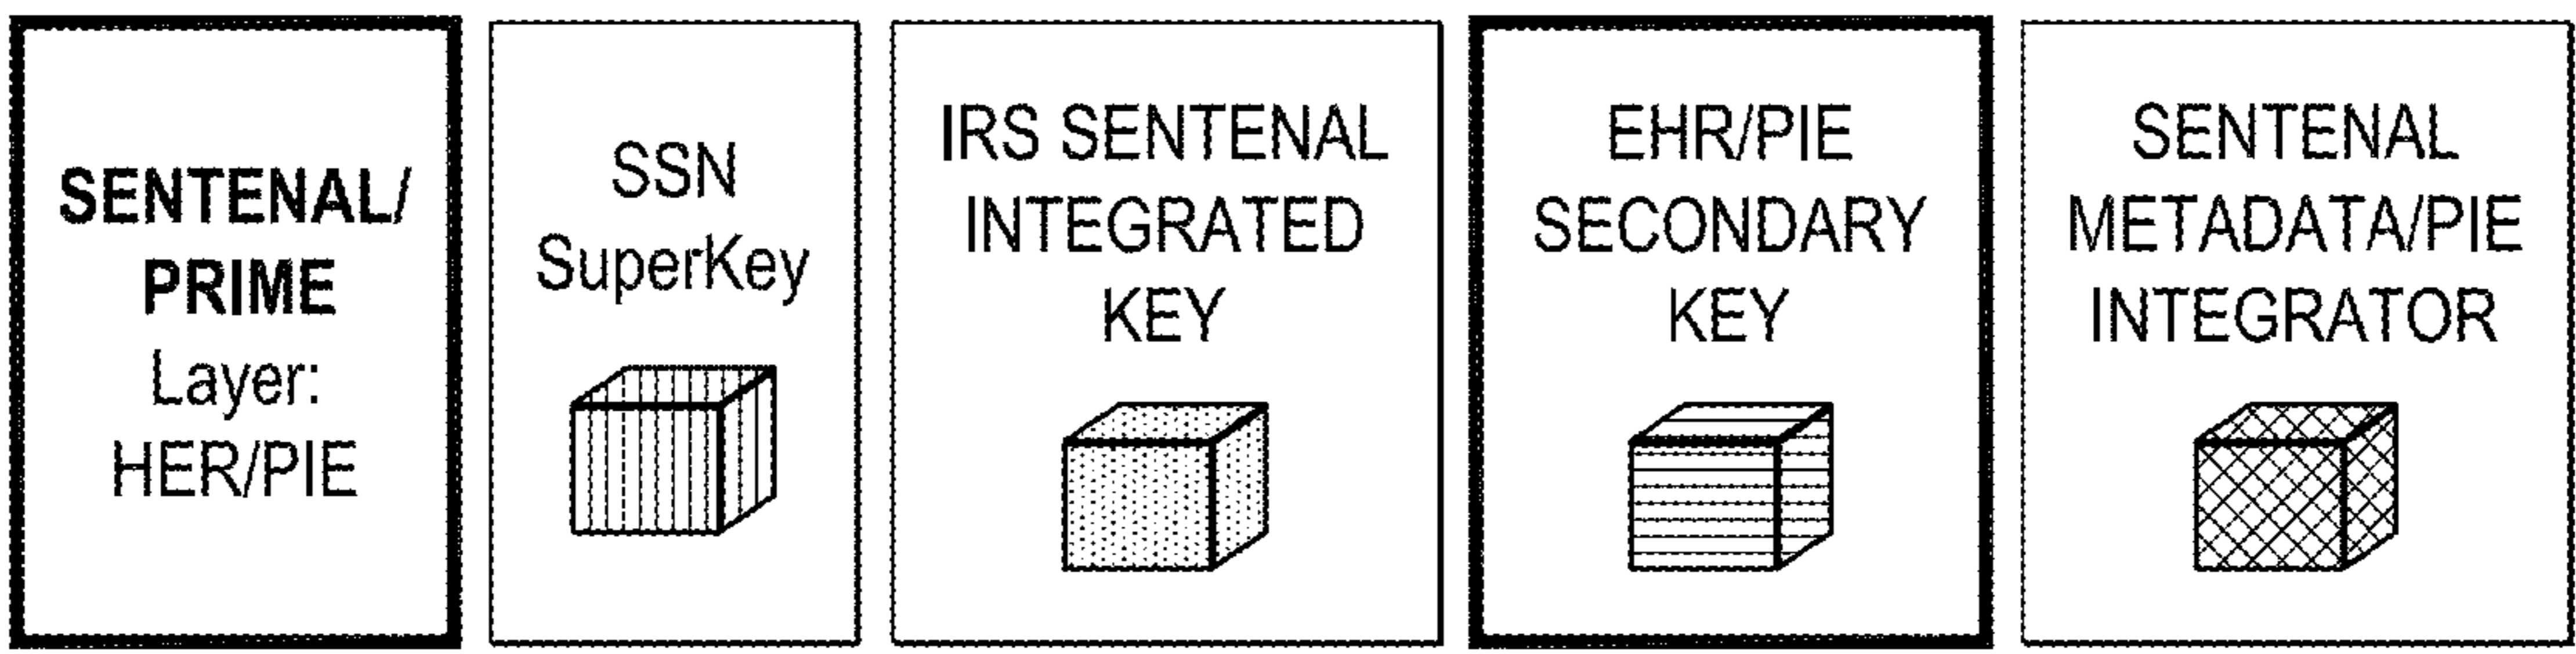 SENTENAL/
PRIME
Layer:
HER/PIE
SSN
SuperKey
IRS SENTENAL
INTEGRATED
KEY
EHR/PIE
SECONDARY
KEY
SENTENAL
METADATA/PIE
INTEGRATOR